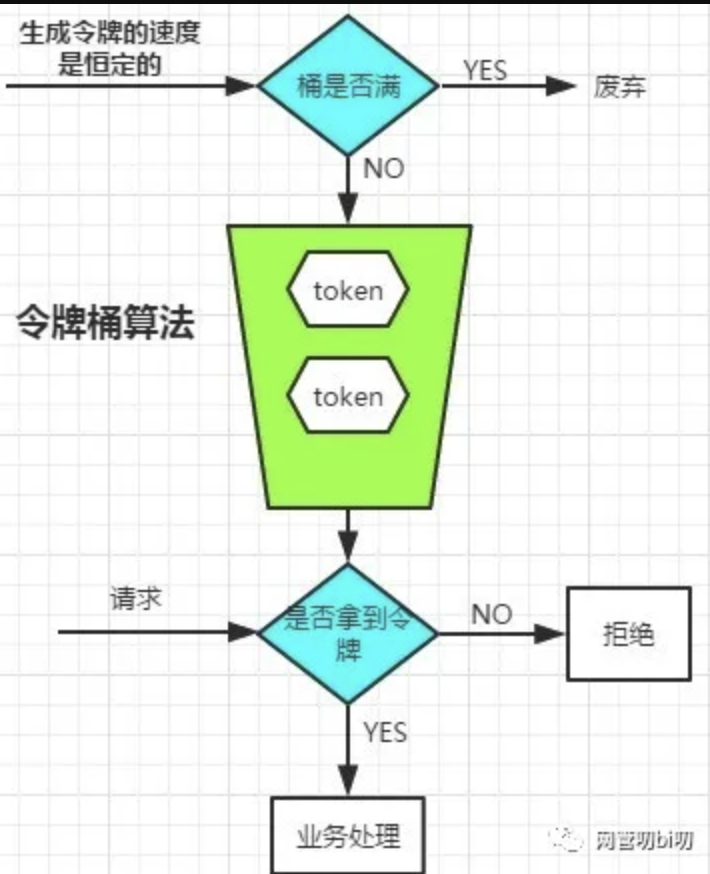 生成令牌的速度
是恒定的
桶是否满
YES
废弃
NO
token
令牌桶算法
token
请求
是否拿到令
牌
NO
拒绝
YES
业务处理
网管叨bi叨